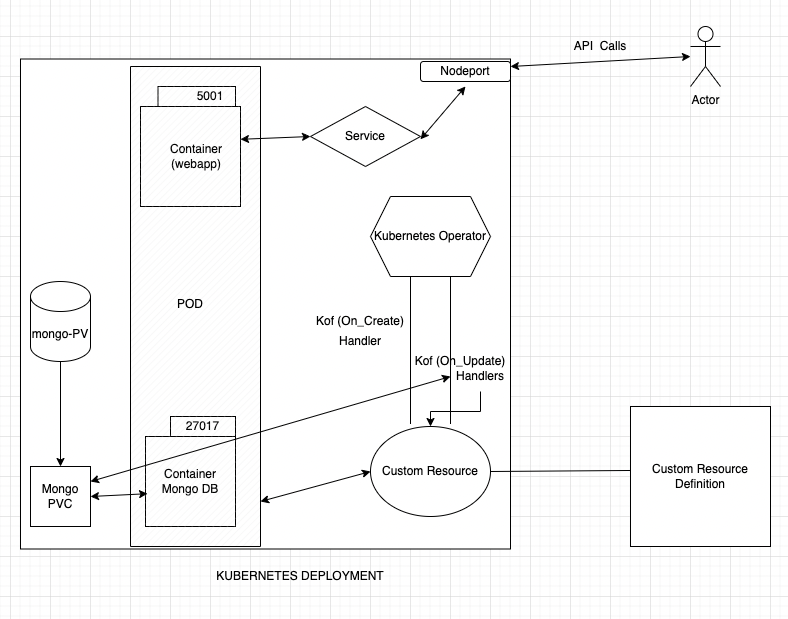 API Calls
Nodeport
Actor
5001
Container
(webapp)
Service
Kubernetes Operator
POD
mongo-PV
Kof (On_Create)
Handler
Kof (On_Update)
Handlers
27017
Container
Mongo DB
Mongo
PVC
Custom Resource
Custom Resource
Definition
KUBERNETES DEPLOYMENT